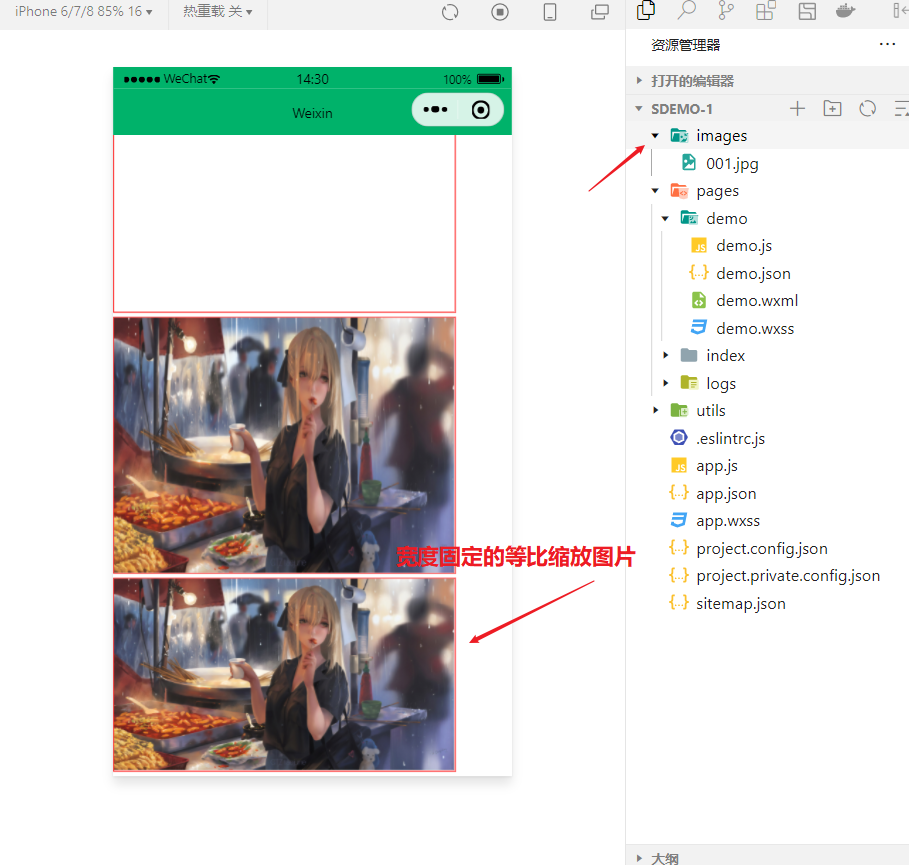 iPhone 6/7/8 85% 16
热重载 关
资源管理器
打开的编辑器
SDEMO-1
WeChat
14:30
100%
Weixin
images
001.jpg
pages
demo
demo.js
demo.json
demo.wxml
demo.wxss
index
logs
utils
.eslintrc.js
app.js
app.json
app.wxss
project.config.json
project.private.config.json
sitemap.json
宽度固定的等比缩放图片
大纲